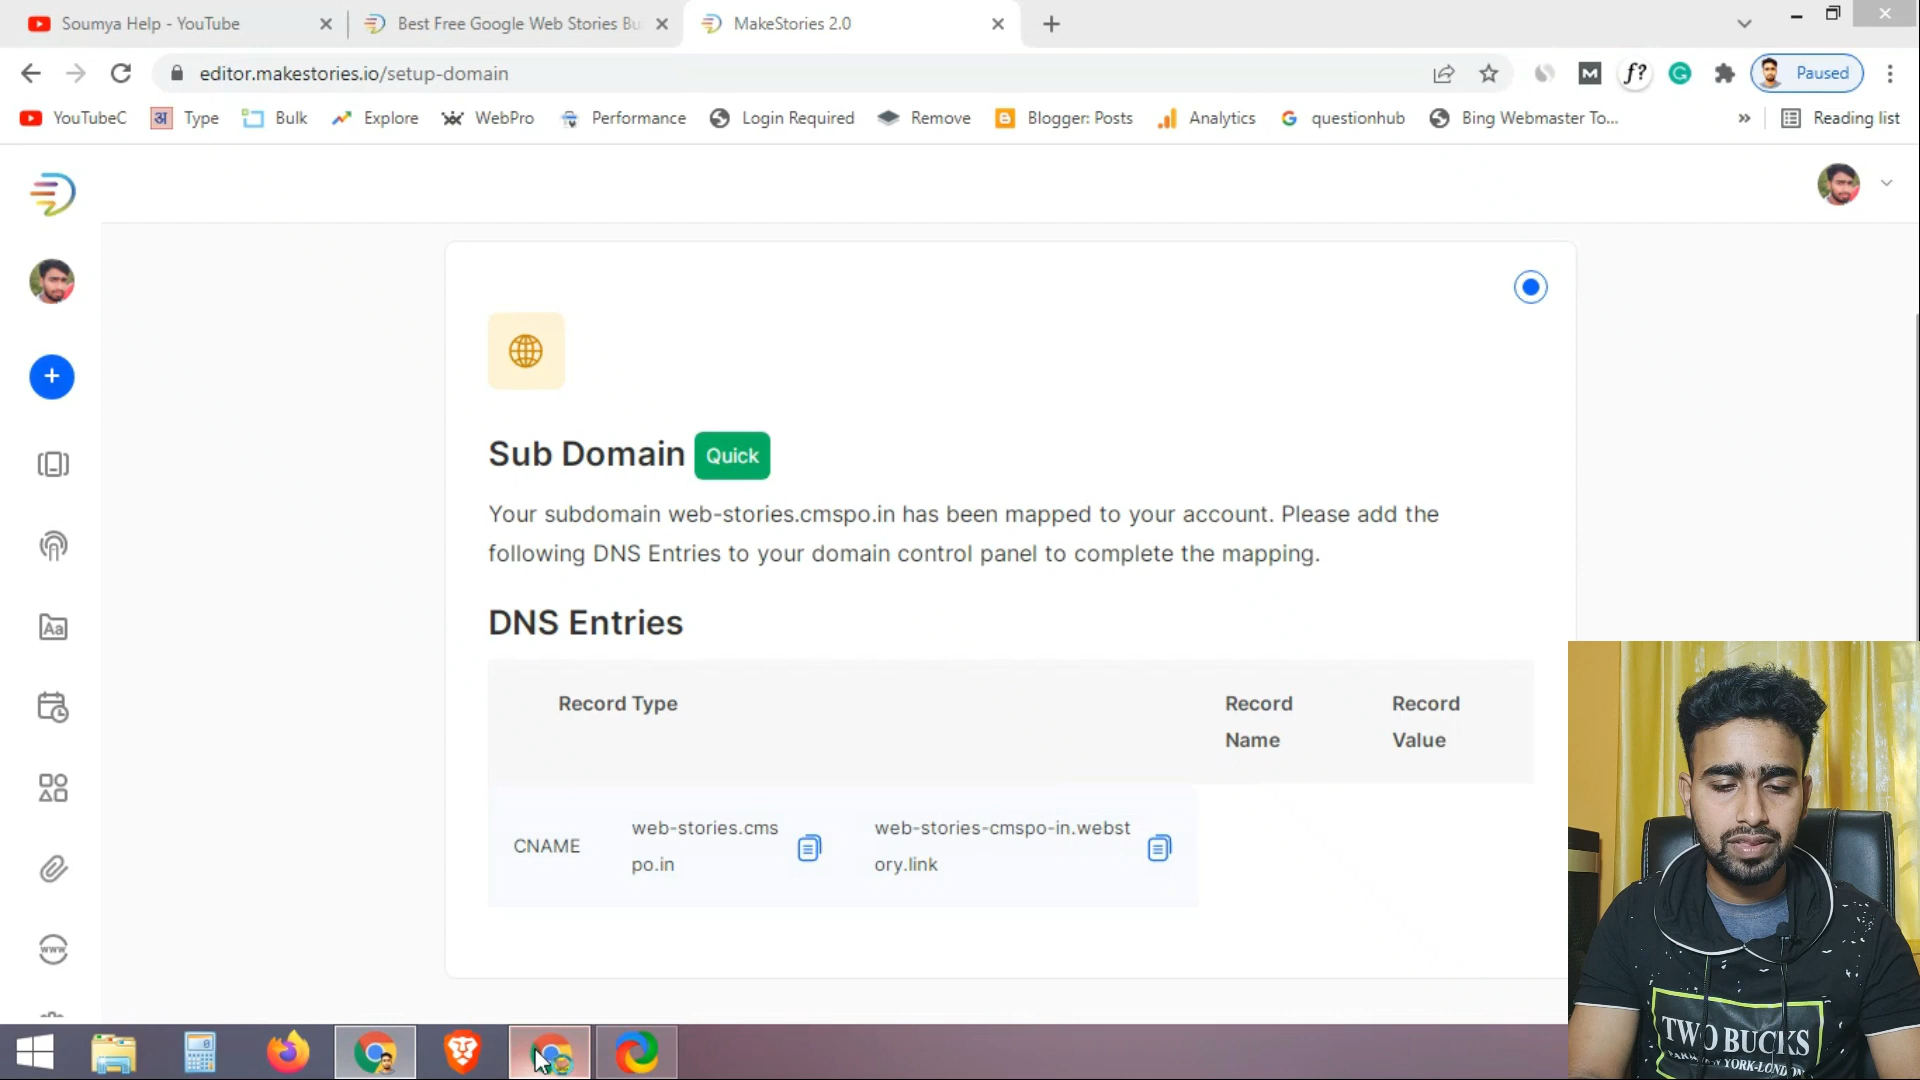 Soumya Help - YouTube
Best Free Google Web Stories Bu
MakeStories 2.0
editor.makestories.io/setup-domain
M
f?
G
Paused
YouTubeC
अ Type
Bulk
Explore
WebPro
Performance
Login Required
Remove
Blogger: Posts
Analytics
G questionhub
Bing Webmaster To...
»
Reading list
Sub Domain Quick
Your subdomain web-stories.cmspo.in has been mapped to your account. Please add the
following DNS Entries to your domain control panel to complete the mapping.
DNS Entries
Record Type
Record
Name
Record
Value
CNAME
web-stories.cms
po.in
web-stories-cmspo-in.webst
ory.link
Aa
www
TWO BUCKS